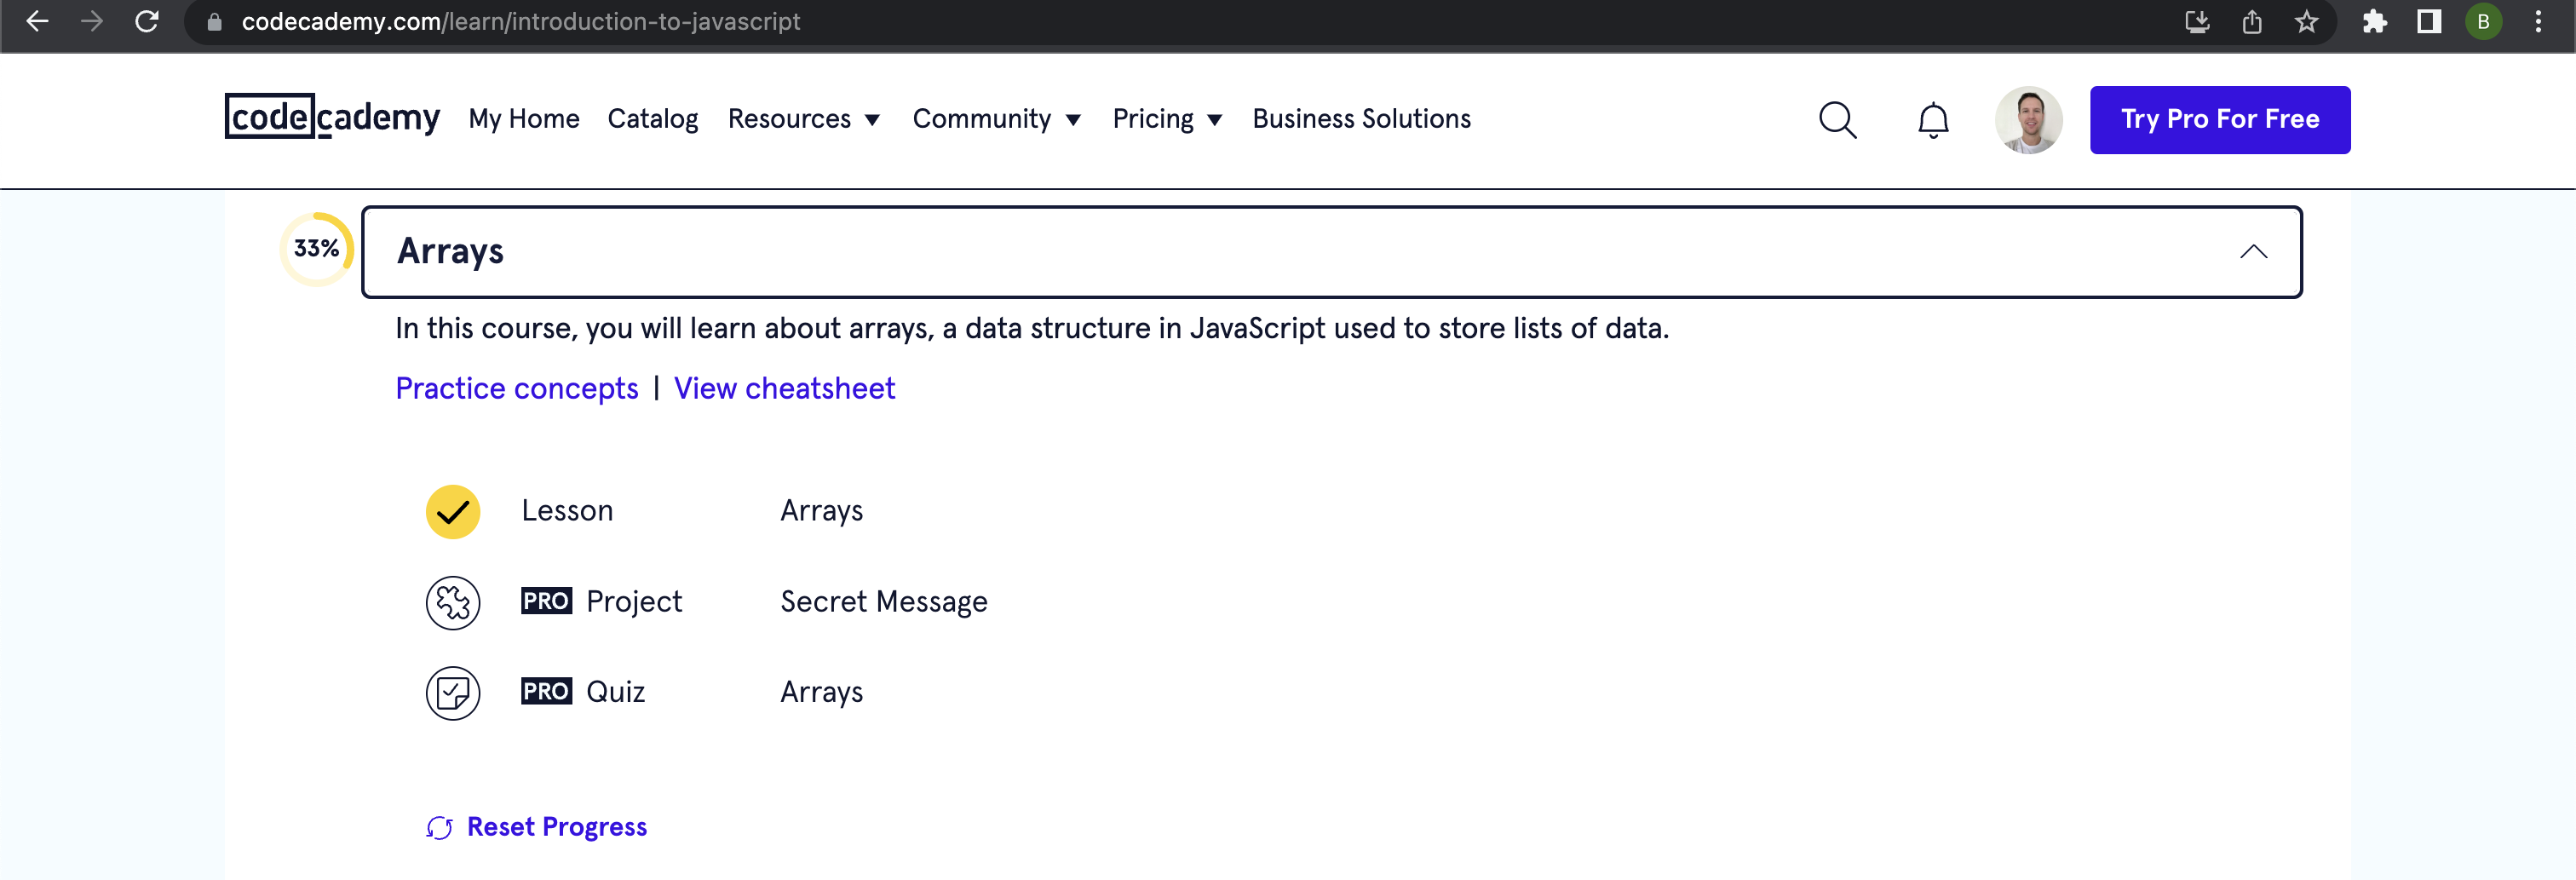 codecademy.com/learn/introduction-to-javascript
B
codecademy My Home Catalog Resources Community Pricing Business Solutions Try Pro For Free
33% Arrays
In this course, you will learn about arrays, a data structure in JavaScript used to store lists of data.
Practice concepts | View cheatsheet
Lesson Arrays
PRO Project Secret Message
PRO Quiz Arrays
Reset Progress